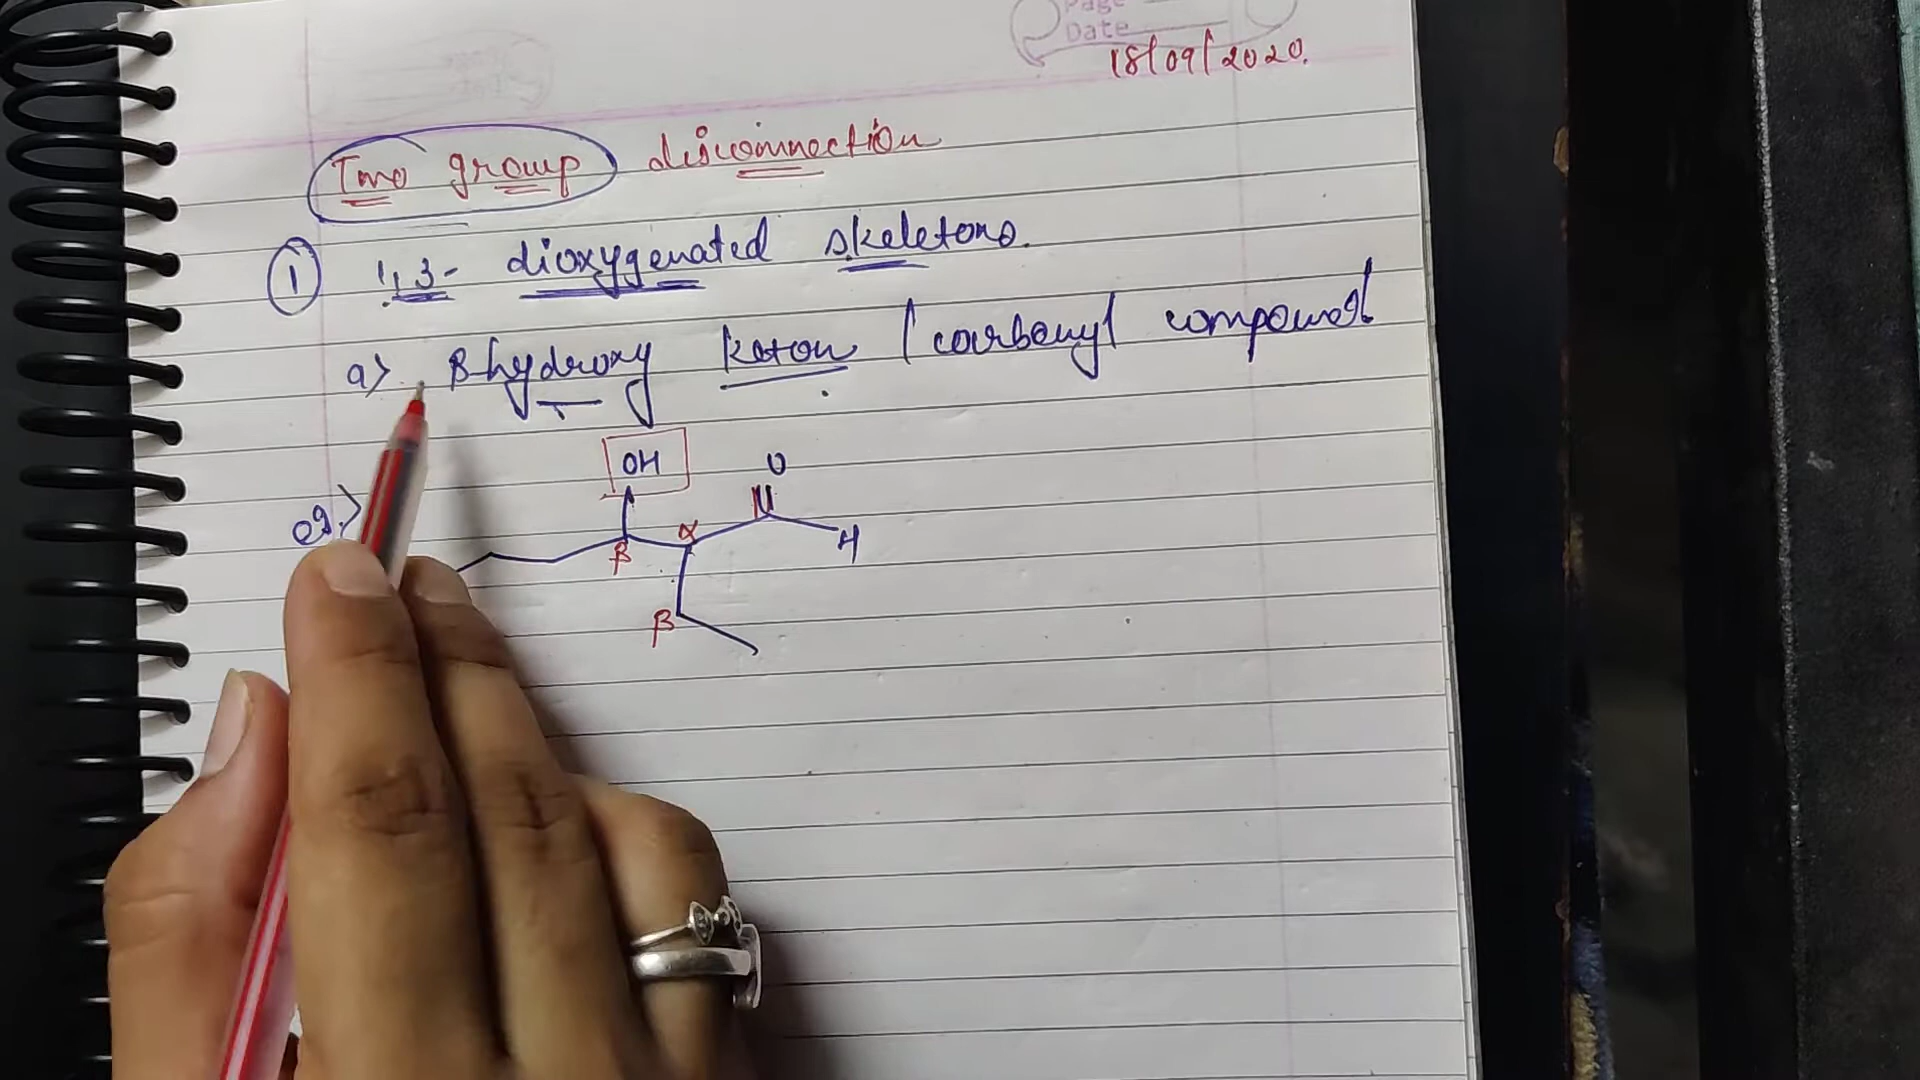 Page
Date
18/09/2020.
Two group disconnection
1 1,3- dioxygenated skeletons.
a) β hydroxy keton / carbonyl compound
OH O
eg.>
β α H
β